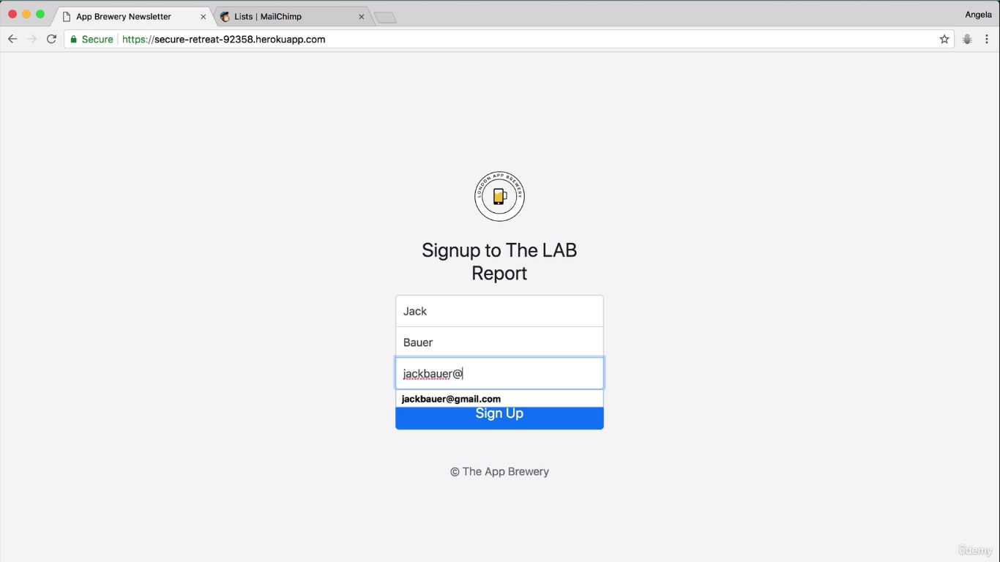 App Brewery Newsletter
Lists | MailChimp
Angela
Secure
https://secure-retreat-92358.herokuapp.com
LONDON APP BREWERY
Signup to The LAB
Report
Jack
Bauer
jackbauer@
jackbauer@gmail.com
Sign Up
© The App Brewery
ûdemy